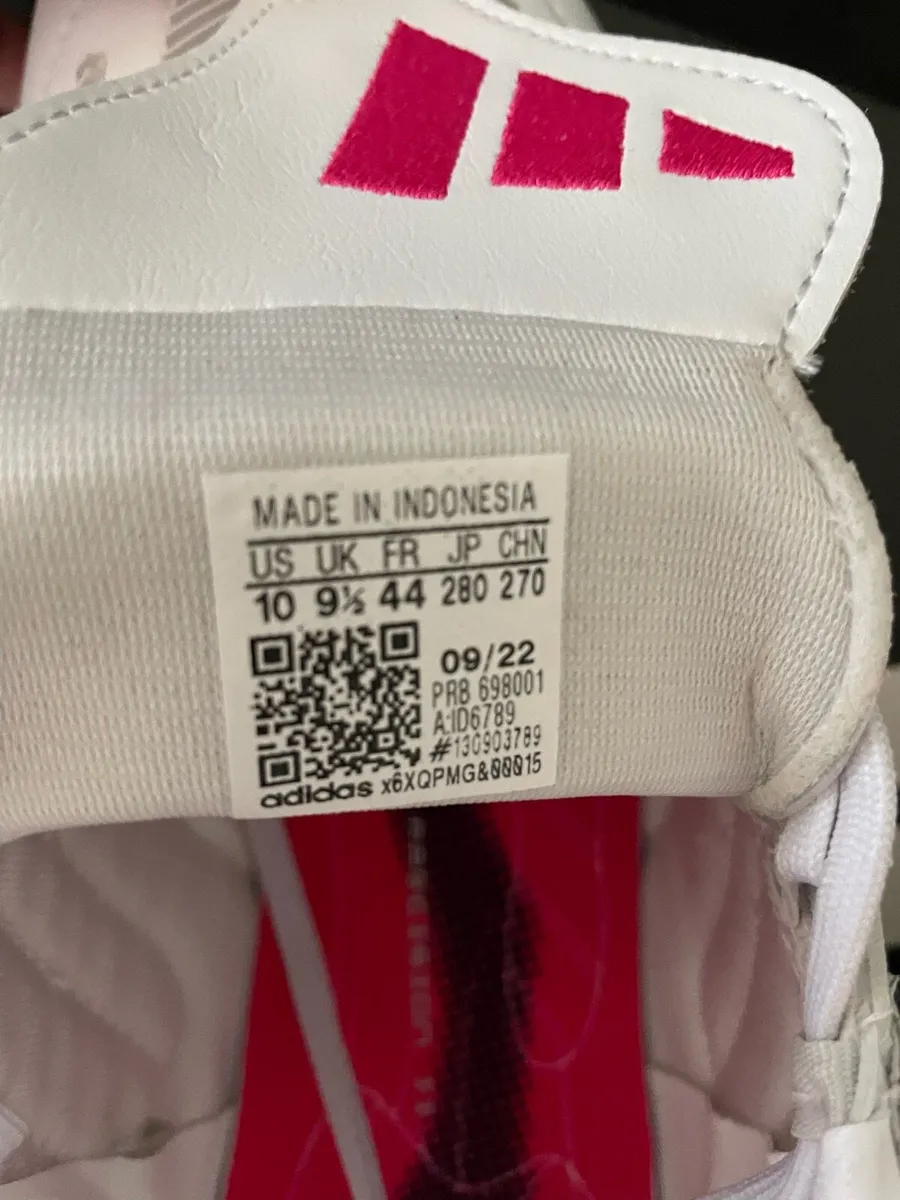 MADE IN INDONESIA
US UK FR JP CHN
10 9½ 44 280 270
09/22
PRB 698001
A:ID6789
#130903789
adidas x6XQPMG&00015